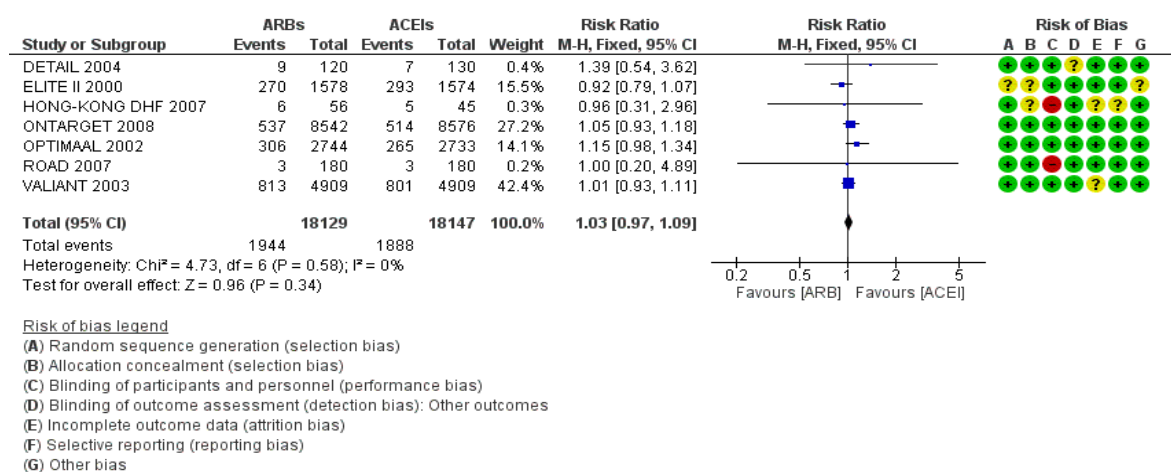 ARBs ACEIs Risk Ratio Risk Ratio Risk of Bias
Study or Subgroup Events Total Events Total Weight M-H, Fixed, 95% CI M-H, Fixed, 95% CI A B C D E F G
DETAIL 2004 9 120 7 130 0.4% 1.39 [0.54, 3.62] + + + ? + + +
ELITE II 2000 270 1578 293 1574 15.5% 0.92 [0.79, 1.07] ? ? + + + + ?
HONG-KONG DHF 2007 6 56 5 45 0.3% 0.96 [0.31, 2.96] + ? - + ? ? +
ONTARGET 2008 537 8542 514 8576 27.2% 1.05 [0.93, 1.18] + + + + + + +
OPTIMAAL 2002 306 2744 265 2733 14.1% 1.15 [0.98, 1.34] + + + + + + +
ROAD 2007 3 180 3 180 0.2% 1.00 [0.20, 4.89] + + - + + + +
VALIANT 2003 813 4909 801 4909 42.4% 1.01 [0.93, 1.11] + + + + ? + +
Total (95% CI) 18129 18147 100.0% 1.03 [0.97, 1.09]
Total events 1944 1888
Heterogeneity: Chi² = 4.73, df = 6 (P = 0.58); I² = 0%
Test for overall effect: Z = 0.96 (P = 0.34)
0.2 0.5 1 2 5
Favours [ARB] Favours [ACEI]
Risk of bias legend
(A) Random sequence generation (selection bias)
(B) Allocation concealment (selection bias)
(C) Blinding of participants and personnel (performance bias)
(D) Blinding of outcome assessment (detection bias): Other outcomes
(E) Incomplete outcome data (attrition bias)
(F) Selective reporting (reporting bias)
(G) Other bias